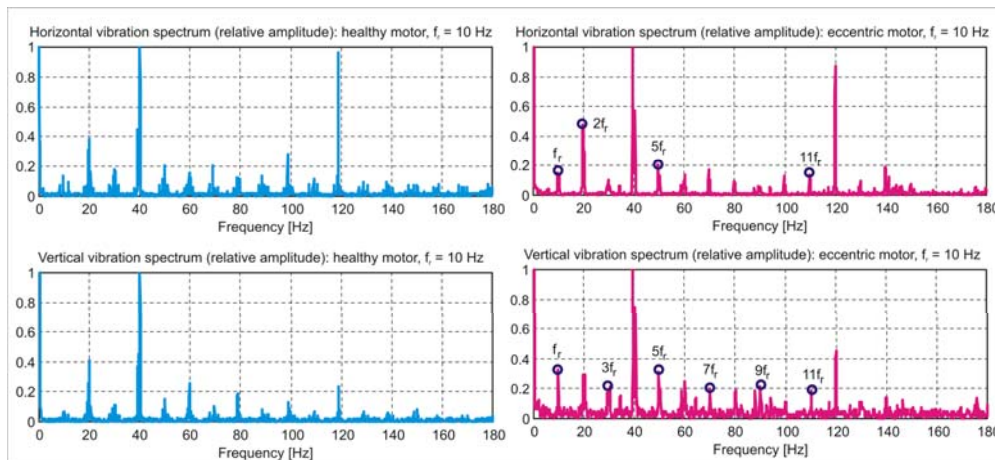 Horizontal vibration spectrum (relative amplitude): healthy motor, fr = 10 Hz
1
0.8
0.6
0.4
0.2
0
0 20 40 60 80 100 120 140 160 180
Frequency [Hz]
Horizontal vibration spectrum (relative amplitude): eccentric motor, fr = 10 Hz
1
0.8
0.6
0.4
0.2
0
2fr
5fr
fr
11fr
0 20 40 60 80 100 120 140 160 180
Frequency [Hz]
Vertical vibration spectrum (relative amplitude): healthy motor, fr = 10 Hz
1
0.8
0.6
0.4
0.2
0
0 20 40 60 80 100 120 140 160 180
Frequency [Hz]
Vertical vibration spectrum (relative amplitude): eccentric motor, fr = 10 Hz
1
0.8
0.6
0.4
0.2
0
fr
3fr
5fr
7fr
9fr
11fr
0 20 40 60 80 100 120 140 160 180
Frequency [Hz]